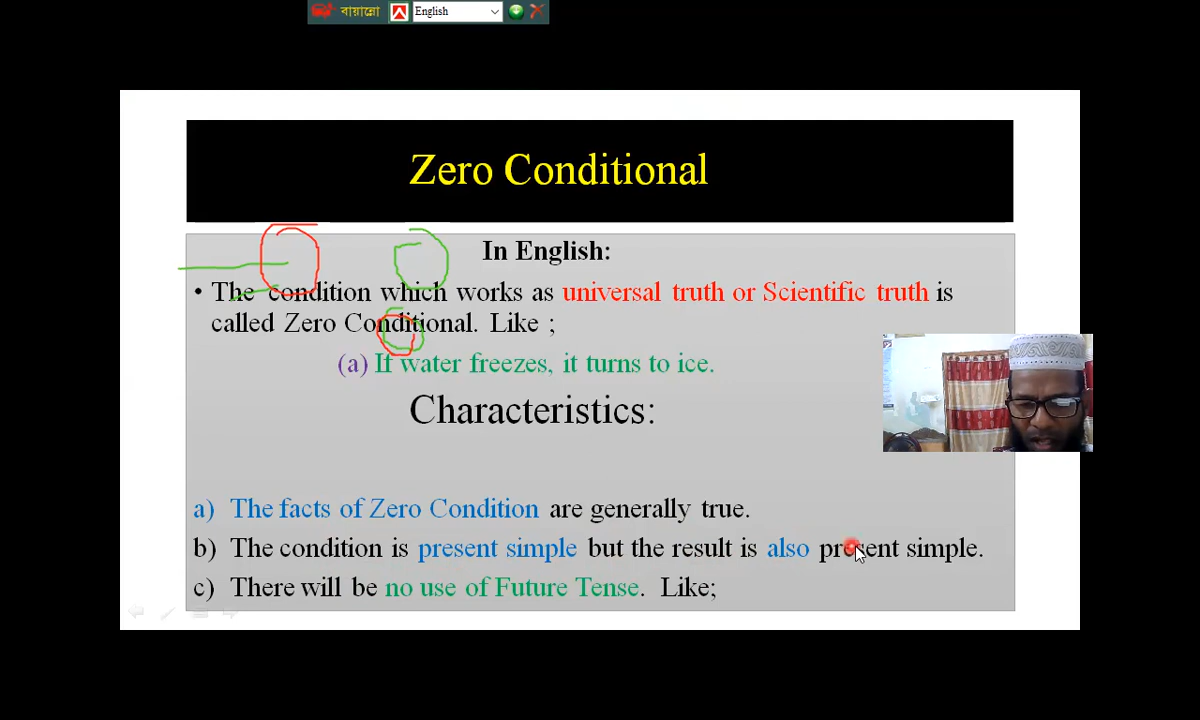 বায়ান্নো English
Zero Conditional
In English:
• The condition which works as universal truth or Scientific truth is
called Zero Conditional. Like ;
(a) If water freezes, it turns to ice.
Characteristics:
a) The facts of Zero Condition are generally true.
b) The condition is present simple but the result is also present simple.
c) There will be no use of Future Tense. Like;